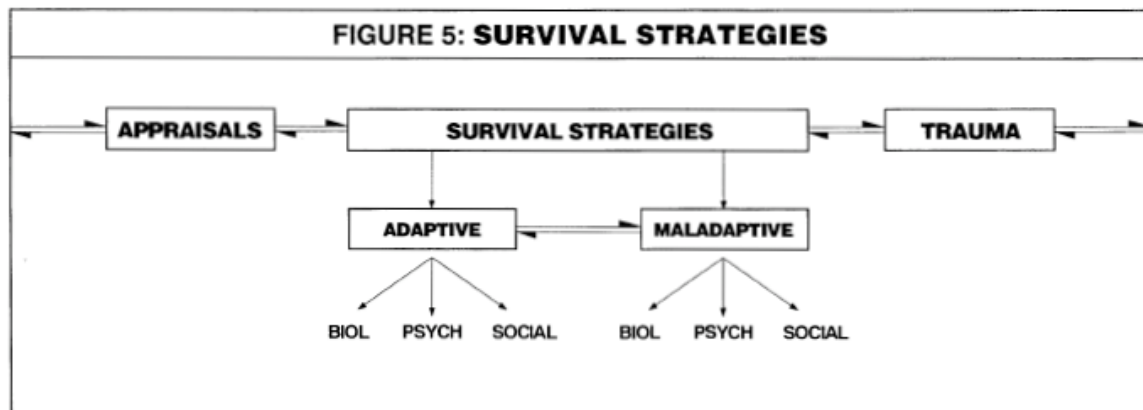 FIGURE 5: SURVIVAL STRATEGIES
APPRAISALS SURVIVAL STRATEGIES TRAUMA
ADAPTIVE MALADAPTIVE
BIOL PSYCH SOCIAL BIOL PSYCH SOCIAL